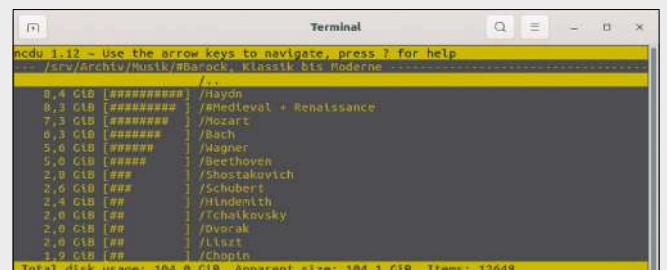 Terminal
ncdu 1.12 ~ Use the arrow keys to navigate, press ? for help
--- /srv/Archiv/Musik/#Barock, Klassik bis Moderne -----------------------------------
/..
8,4 GiB [##########] /Haydn
8,3 GiB [######### ] /#Medieval + Renaissance
7,3 GiB [########  ] /Mozart
6,3 GiB [#######   ] /Bach
5,6 GiB [######    ] /Wagner
5,0 GiB [#####     ] /Beethoven
2,8 GiB [###       ] /Shostakovich
2,6 GiB [###       ] /Schubert
2,4 GiB [##        ] /Hindemith
2,0 GiB [##        ] /Tchaikovsky
2,0 GiB [##        ] /Dvorak
2,0 GiB [##        ] /Liszt
1,9 GiB [##        ] /Chopin
Total disk usage: 104,0 GiB  Apparent size: 104,1 GiB  Items: 12649